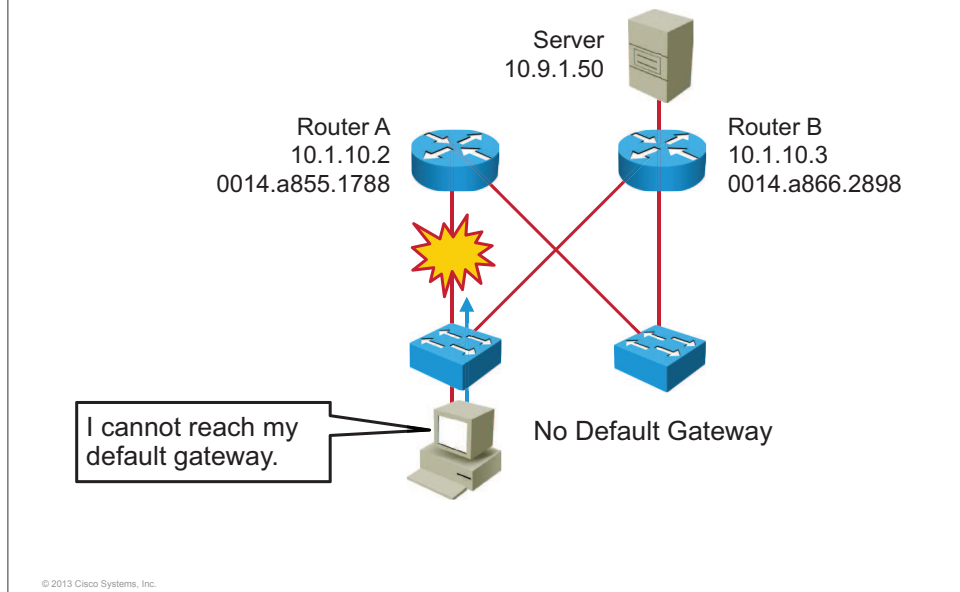 Server
10.9.1.50
Router A
10.1.10.2
0014.a855.1788
Router B
10.1.10.3
0014.a866.2898
I cannot reach my
default gateway.
No Default Gateway
© 2013 Cisco Systems, Inc.